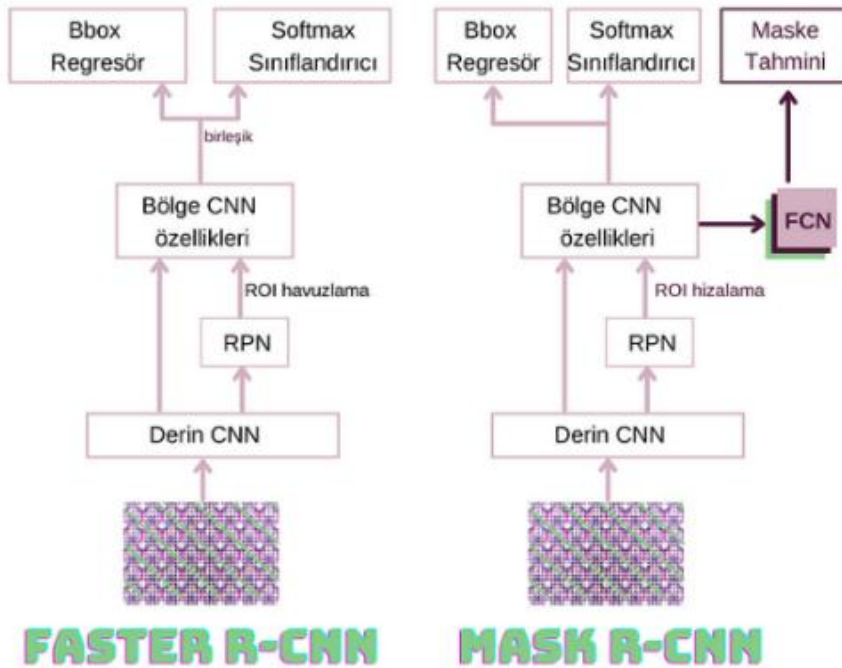 Bbox
Regresör
Softmax
Sınıflandırıcı
birleşik
Bölge CNN
özellikleri
ROI havuzlama
RPN
Derin CNN
FASTER R-CNN
Bbox
Regresör
Softmax
Sınıflandırıcı
Maske
Tahmini
Bölge CNN
özellikleri
FCN
ROI hizalama
RPN
Derin CNN
MASK R-CNN